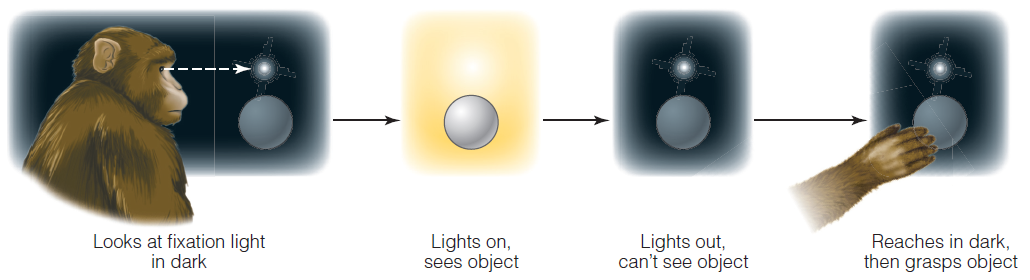 Looks at fixation light
in dark
Lights on,
sees object
Lights out,
can’t see object
Reaches in dark,
then grasps object